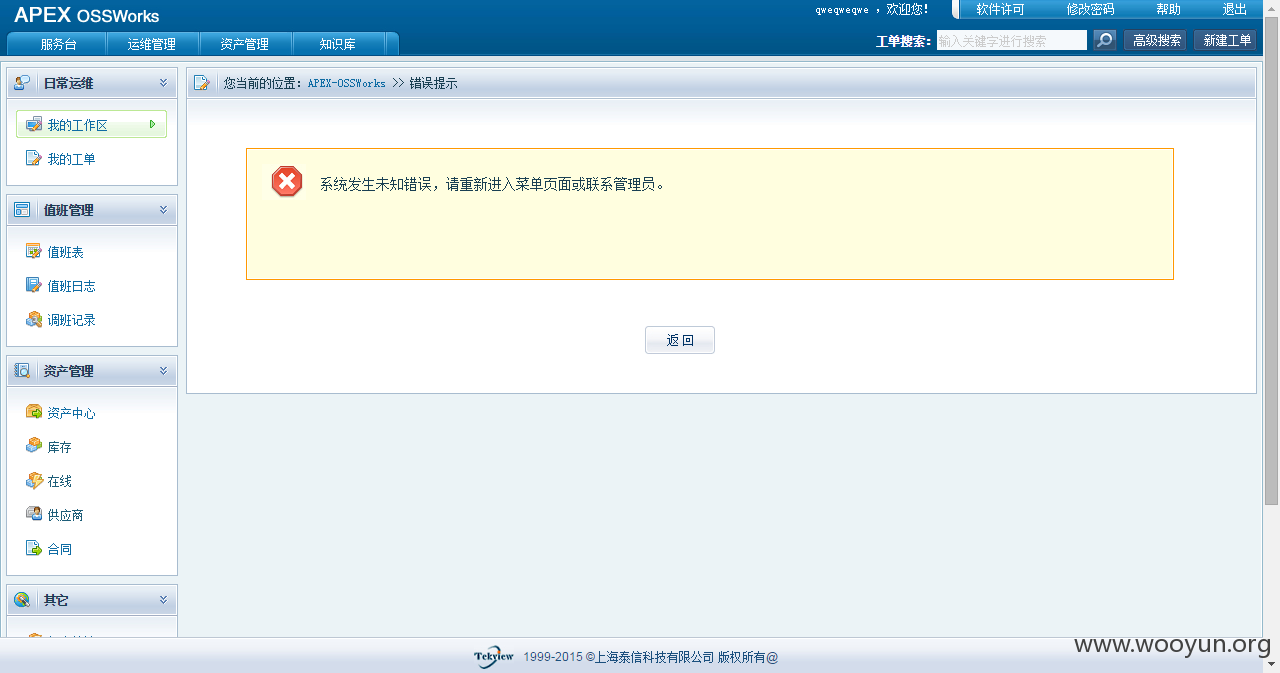 APEX OSSWorks
qweqweqwe ，欢迎您!
软件许可 修改密码 帮助 退出
服务台 运维管理 资产管理 知识库
工单搜索: 输入关键字进行搜索 高级搜索 新建工单
日常运维
我的工作区
我的工单
值班管理
值班表
值班日志
调班记录
资产管理
资产中心
库存
在线
供应商
合同
其它
您当前的位置: APEX-OSSWorks >> 错误提示
系统发生未知错误，请重新进入菜单页面或联系管理员。
返回
Tekview 1999-2015 ©上海泰信科技有限公司 版权所有@
www.wooyun.org